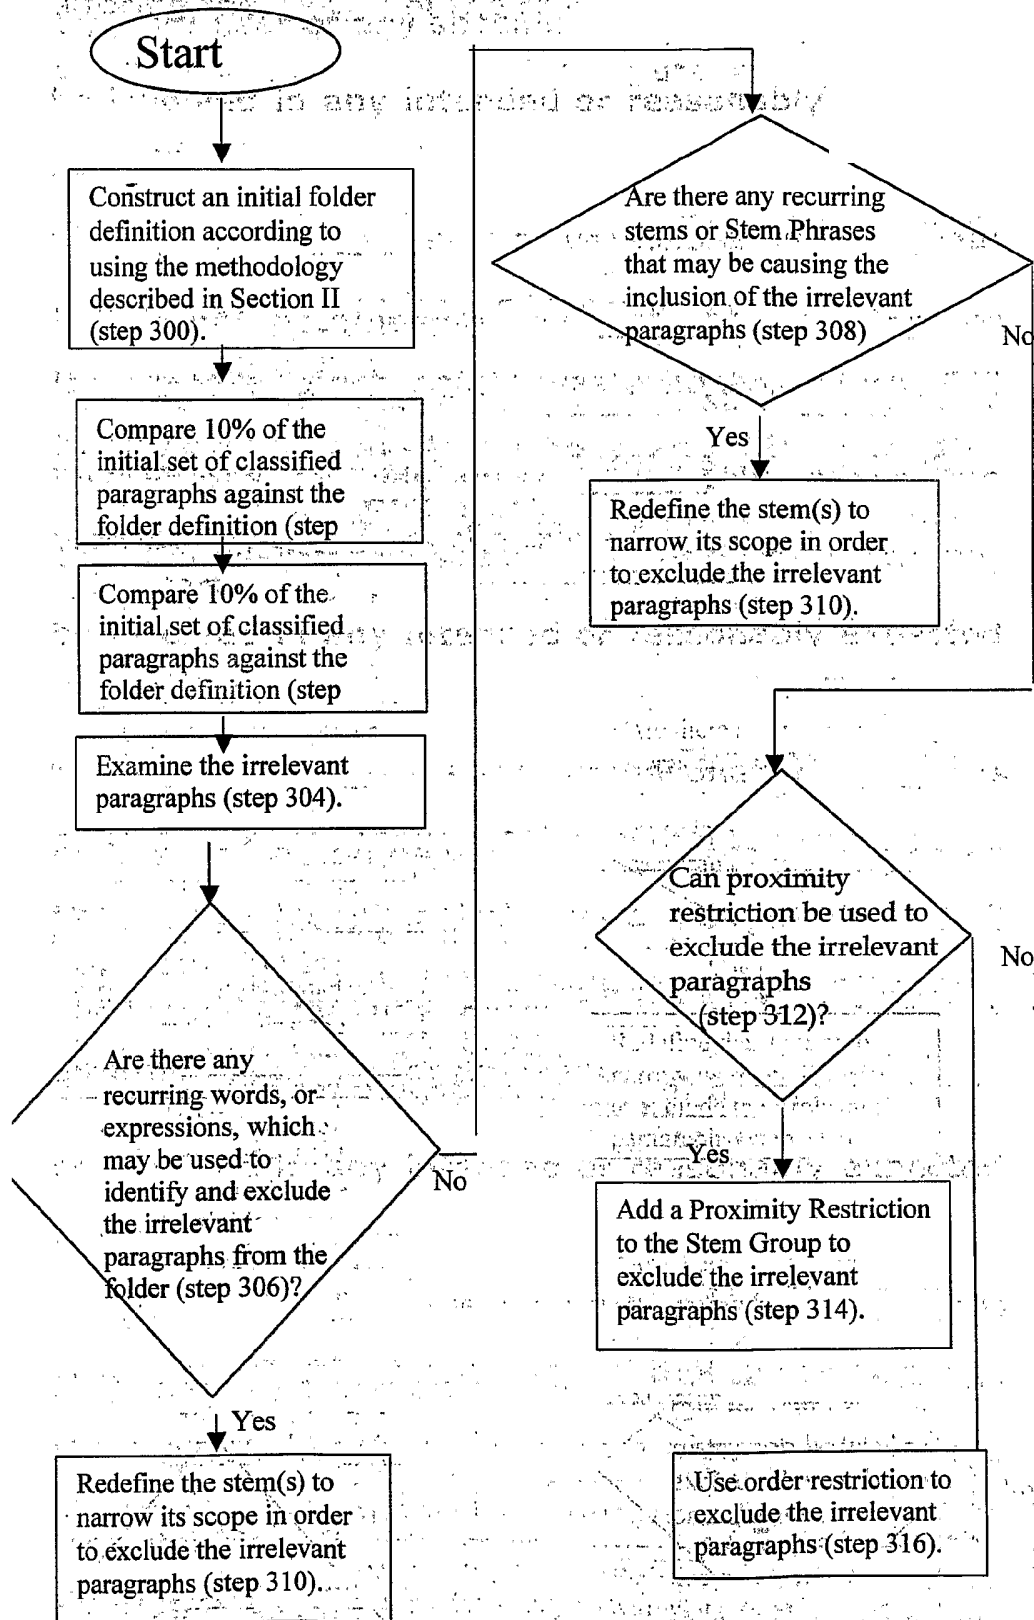 Start
Construct an initial folder
definition according to
using the methodology
described in Section II
(step 300).
Compare 10% of the
initial set of classified
paragraphs against the
folder definition (step
Compare 10% of the
initial set of classified
paragraphs against the
folder definition (step
Examine the irrelevant
paragraphs (step 304).
Are there any
recurring words, or
expressions, which
may be used to
identify and exclude
the irrelevant
paragraphs from the
folder (step 306)?
No
Yes
Redefine the stem(s) to
narrow its scope in order
to exclude the irrelevant
paragraphs (step 310).
Are there any recurring
stems or Stem Phrases
that may be causing the
inclusion of the irrelevant
paragraphs (step 308)
No
Yes
Redefine the stem(s) to
narrow its scope in order
to exclude the irrelevant
paragraphs (step 310).
Can proximity
restriction be used to
exclude the irrelevant
paragraphs
(step 312)?
No
Yes
Add a Proximity Restriction
to the Stem Group to
exclude the irrelevant
paragraphs (step 314).
Use order restriction to
exclude the irrelevant
paragraphs (step 316).